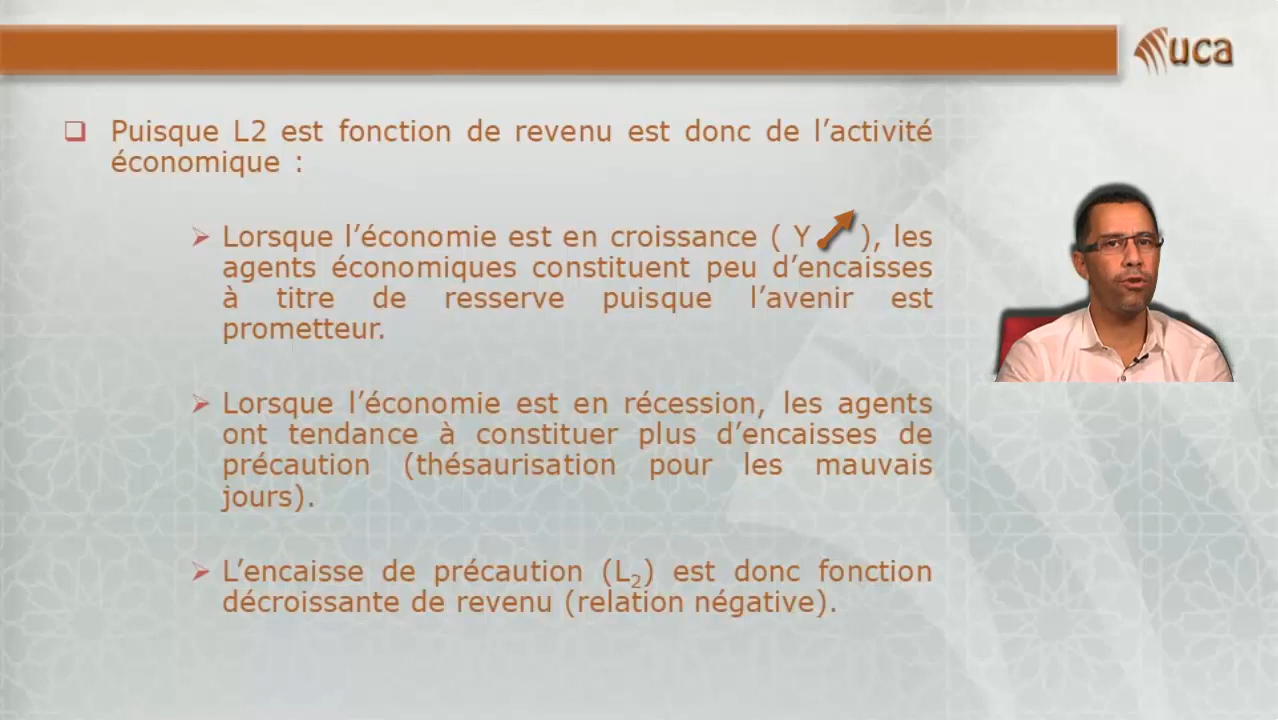 uca
Puisque L2 est fonction de revenu est donc de l’activité
économique :
Lorsque l’économie est en croissance ( Y ), les
agents économiques constituent peu d’encaisses
à titre de resserve puisque l’avenir est
prometteur.
Lorsque l’économie est en récession, les agents
ont tendance à constituer plus d’encaisses de
précaution (thésaurisation pour les mauvais
jours).
L’encaisse de précaution (L₂) est donc fonction
décroissante de revenu (relation négative).